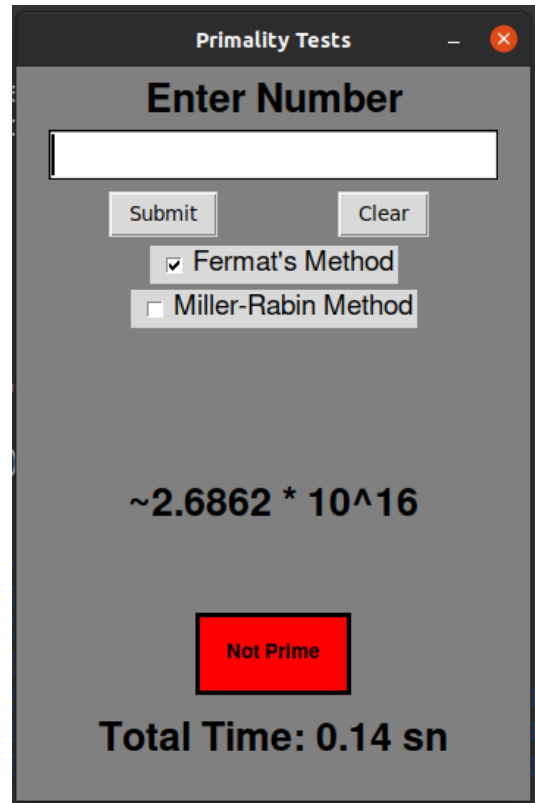 Primality Tests
Enter Number
Submit Clear
Fermat's Method
Miller-Rabin Method
~2.6862 * 10^16
Not Prime
Total Time: 0.14 sn